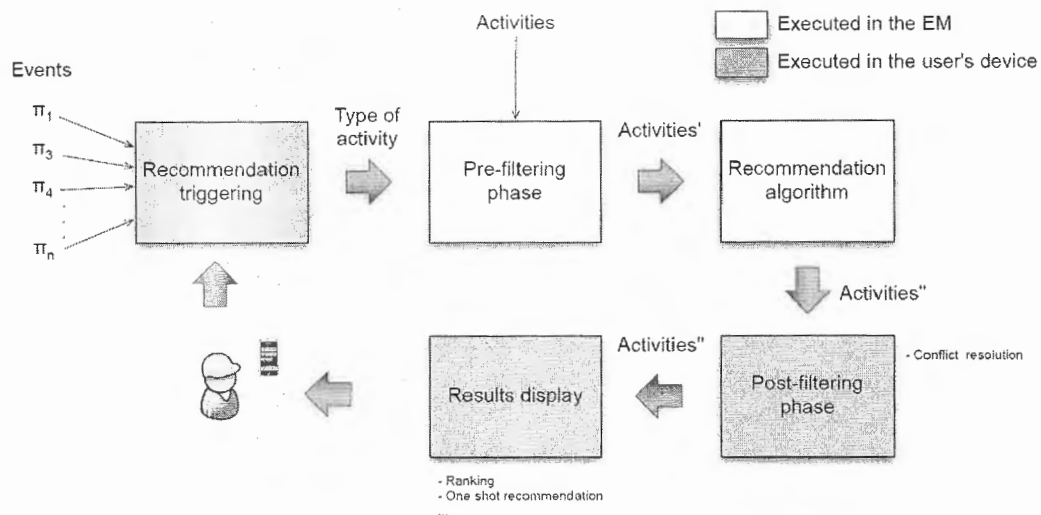 Activities
Executed in the EM
Executed in the user's device
Events
π1
π3
π4
πn
Recommendation
triggering
Type of
activity
Pre-filtering
phase
Activities'
Recommendation
algorithm
Activities"
Activities"
- Conflict resolution
Post-filtering
phase
Results display
- Ranking
- One shot recommendation